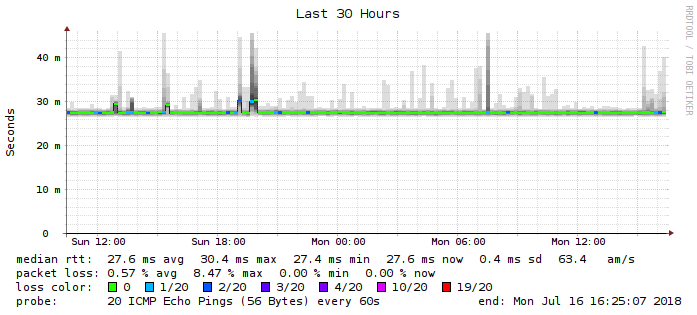 Last 30 Hours
RRDTOOL / TOBI OETIKER
Seconds
40 m
30 m
20 m
10 m
0
Sun 12:00 Sun 18:00 Mon 00:00 Mon 06:00 Mon 12:00
median rtt: 27.6 ms avg 30.4 ms max 27.4 ms min 27.6 ms now 0.4 ms sd 63.4 am/s
packet loss: 0.57 % avg 8.47 % max 0.00 % min 0.00 % now
loss color: 0 1/20 2/20 3/20 4/20 10/20 19/20
probe: 20 ICMP Echo Pings (56 Bytes) every 60s end: Mon Jul 16 16:25:07 2018